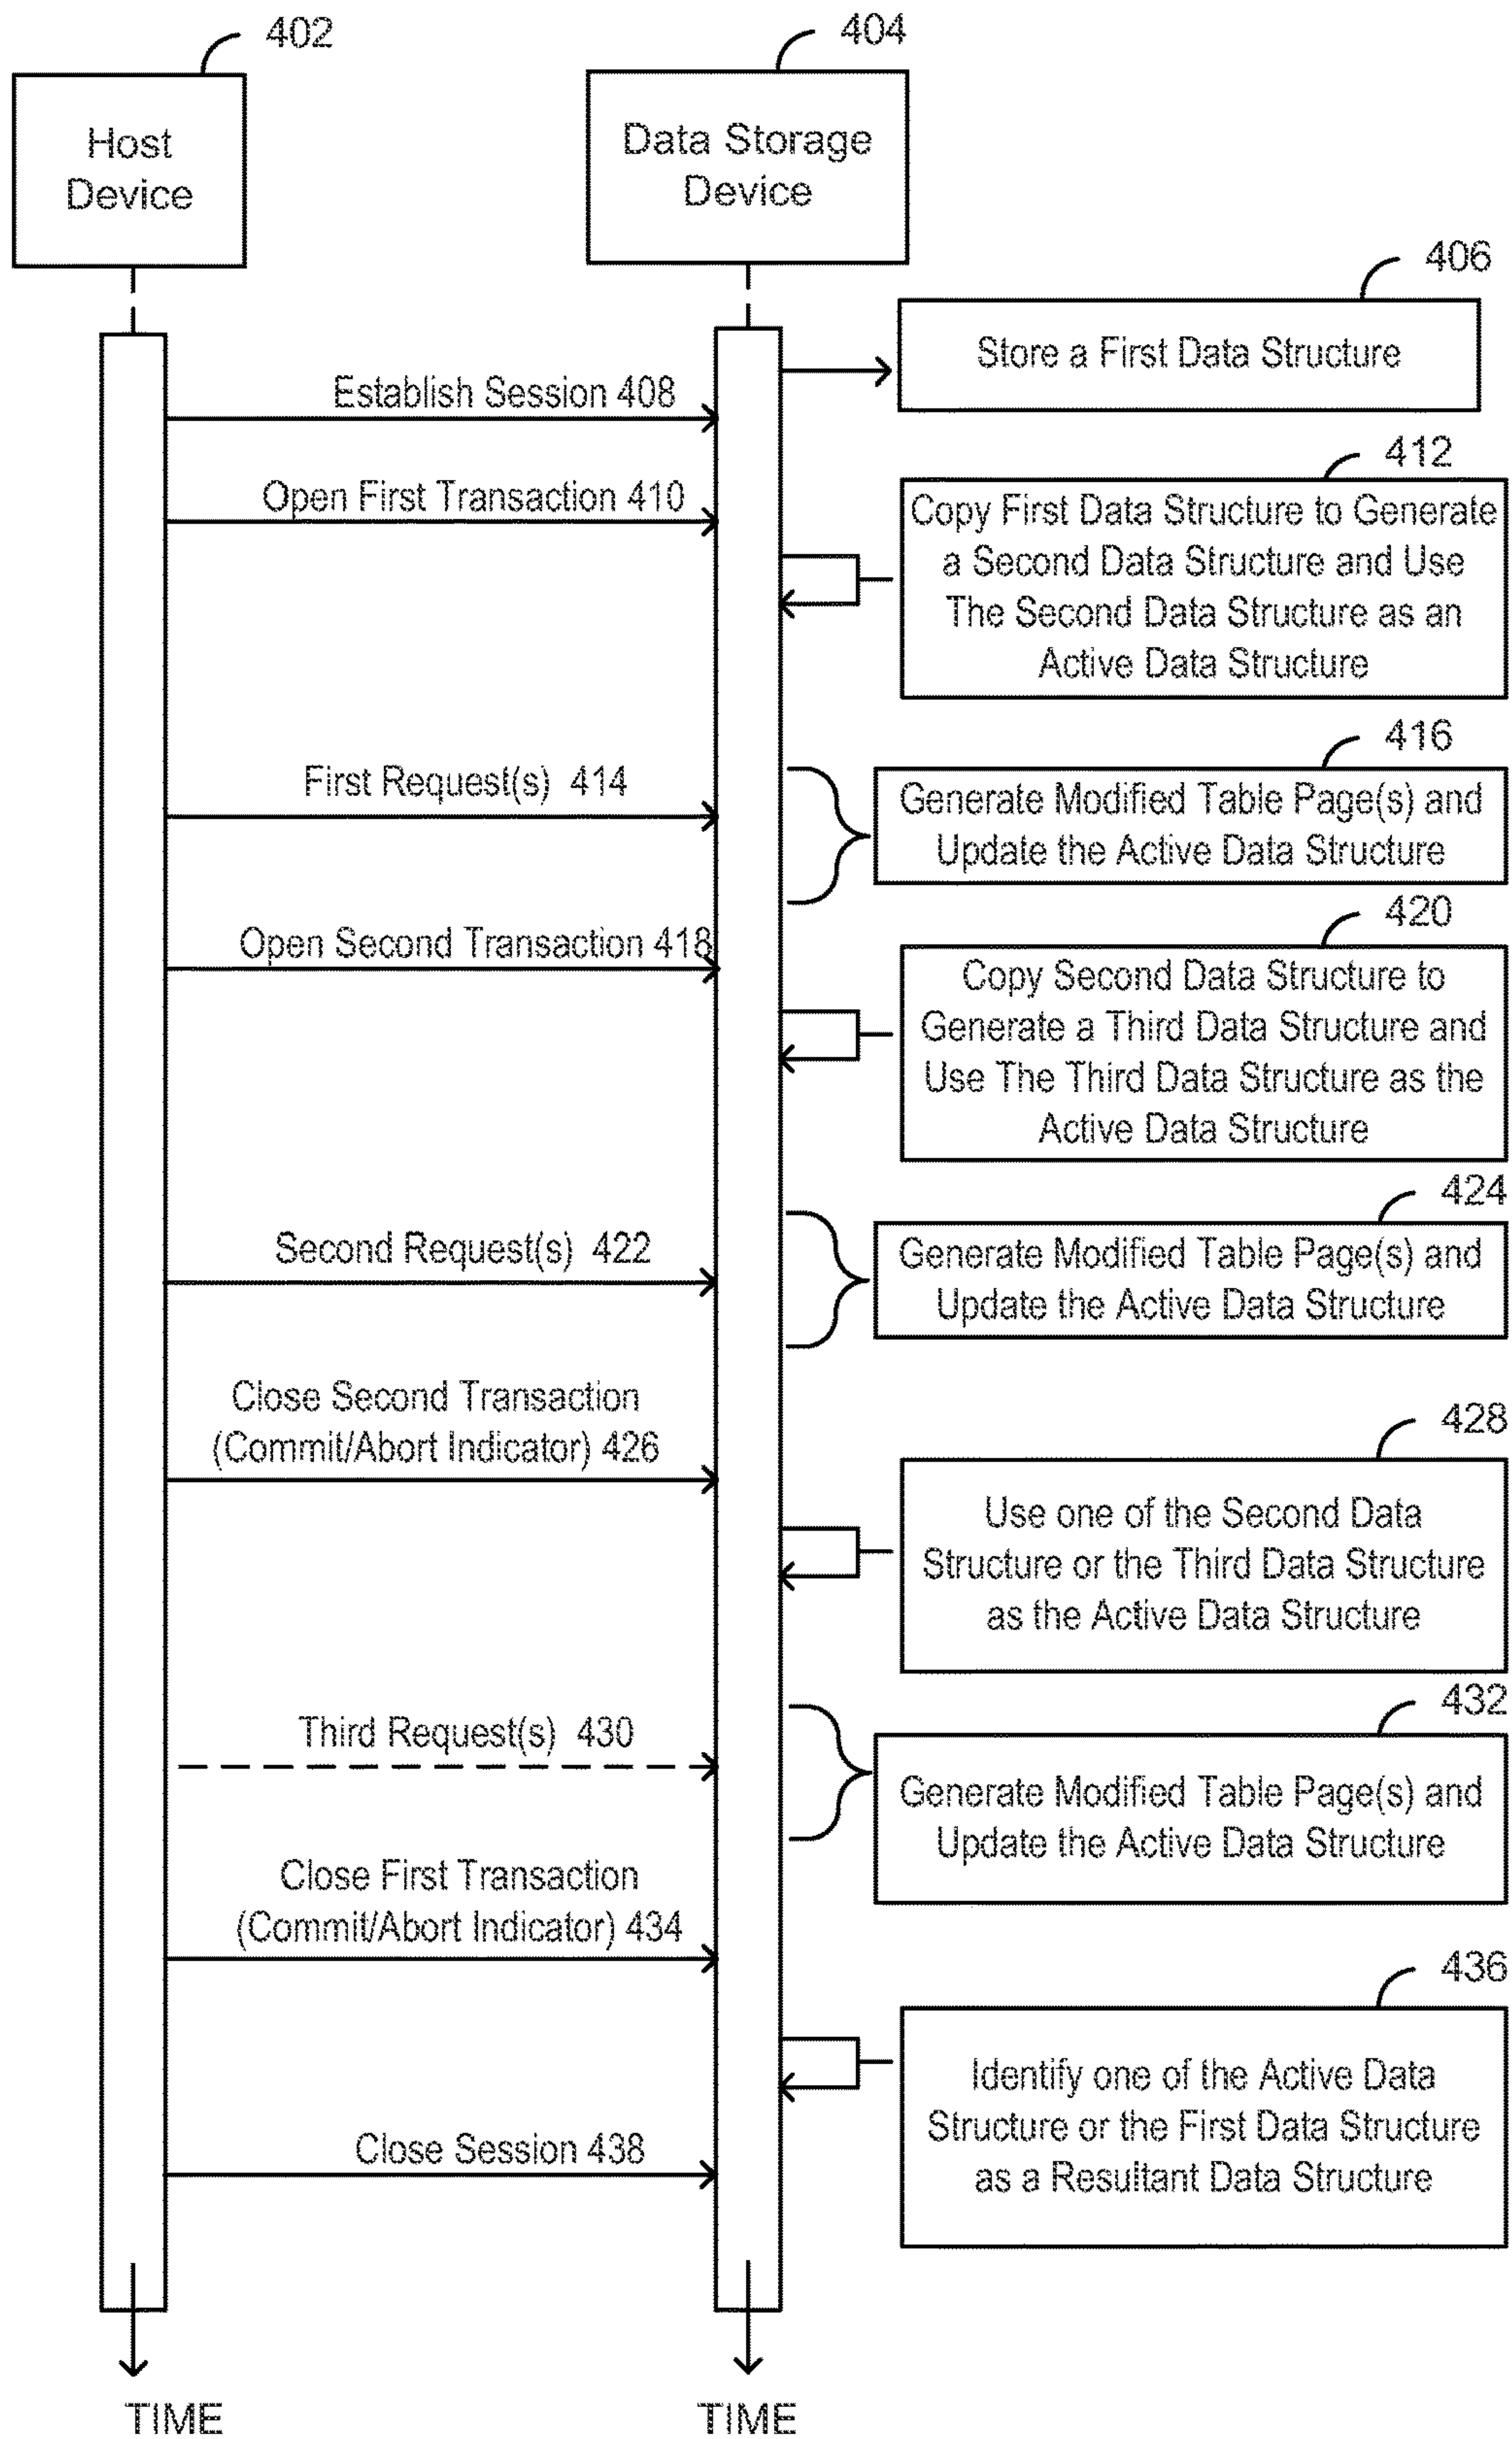 402
Host
Device
404
Data Storage
Device
406
Store a First Data Structure
Establish Session 408
Open First Transaction 410
412
Copy First Data Structure to Generate
a Second Data Structure and Use
The Second Data Structure as an
Active Data Structure
First Request(s) 414
416
Generate Modified Table Page(s) and
Update the Active Data Structure
Open Second Transaction 418
420
Copy Second Data Structure to
Generate a Third Data Structure and
Use The Third Data Structure as the
Active Data Structure
Second Request(s) 422
424
Generate Modified Table Page(s) and
Update the Active Data Structure
Close Second Transaction
(Commit/Abort Indicator) 426
428
Use one of the Second Data
Structure or the Third Data Structure
as the Active Data Structure
Third Request(s) 430
432
Generate Modified Table Page(s) and
Update the Active Data Structure
Close First Transaction
(Commit/Abort Indicator) 434
436
Identify one of the Active Data
Structure or the First Data Structure
as a Resultant Data Structure
Close Session 438
TIME
TIME